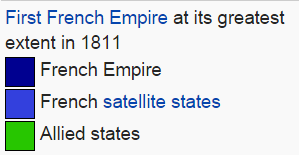 First French Empire at its greatest
extent in 1811
French Empire
French satellite states
Allied states